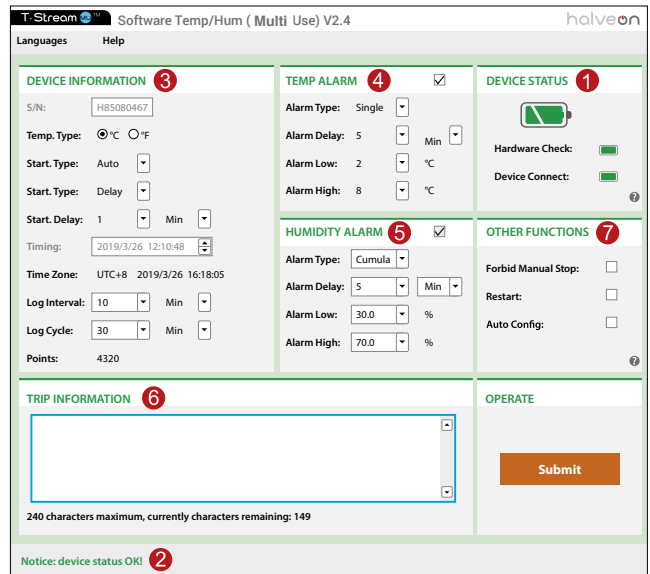 T-Stream ML™ Software Temp/Hum ( Multi Use) V2.4 halveon
Languages Help
DEVICE INFORMATION 3
S/N: H85080467
Temp. Type: °C °F
Start. Type: Auto
Start. Type: Delay
Start. Delay: 1 Min
Timing: 2019/3/26 12:10:48
Time Zone: UTC+8 2019/3/26 16:18:05
Log Interval: 10 Min
Log Cycle: 30 Min
Points: 4320
TEMP ALARM 4
Alarm Type: Single
Alarm Delay: 5 Min
Alarm Low: 2 °C
Alarm High: 8 °C
HUMIDITY ALARM 5
Alarm Type: Cumula
Alarm Delay: 5 Min
Alarm Low: 30.0 %
Alarm High: 70.0 %
DEVICE STATUS 1
Hardware Check:
Device Connect:
?
OTHER FUNCTIONS 7
Forbid Manual Stop:
Restart:
Auto Config:
?
TRIP INFORMATION 6
240 characters maximum, currently characters remaining: 149
OPERATE
Submit
Notice: device status OK! 2